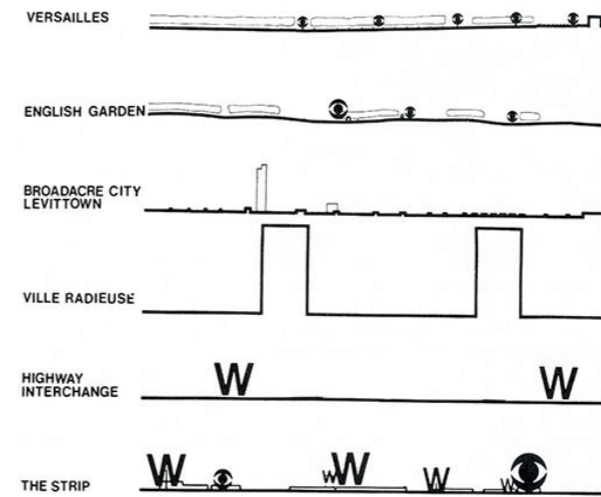 VERSAILLES
ENGLISH GARDEN
BROADACRE CITY
LEVITTOWN
VILLE RADIEUSE
HIGHWAY
INTERCHANGE
W W
THE STRIP
W W W W W